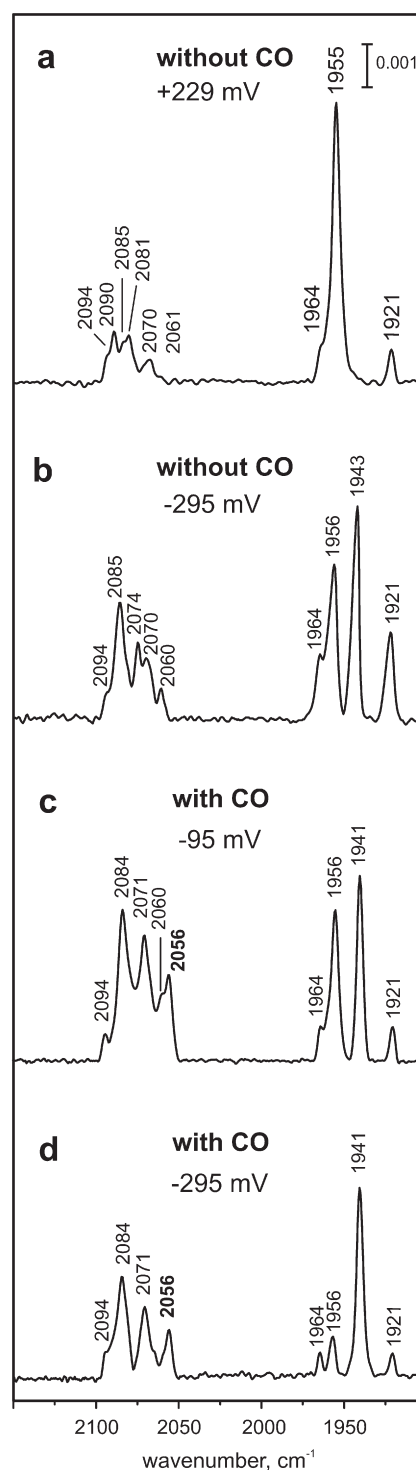 a
without CO
+229 mV
1955
0.001
2094
2090
2085
2081
2070
2061
1964
1921
b
without CO
-295 mV
2094
2085
2074
2070
2060
1964
1956
1943
1921
c
with CO
-95 mV
2094
2084
2071
2060
2056
1964
1956
1941
1921
d
with CO
-295 mV
2094
2084
2071
2056
1964
1956
1941
1921
2100 2050 2000 1950
wavenumber, cm⁻¹